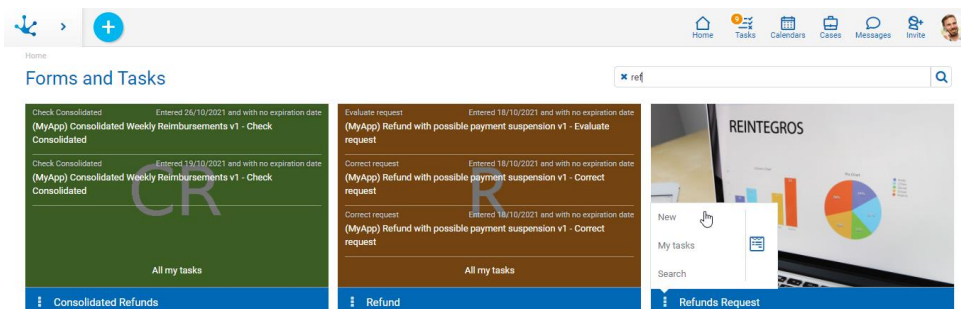 9
Home
Tasks
Calendars
Cases
Messages
Invite
Home
Forms and Tasks
ref
Check Consolidated Entered 26/10/2021 and with no expiration date
(MyApp) Consolidated Weekly Reimbursements v1 - Check
Consolidated
Check Consolidated Entered 19/10/2021 and with no expiration date
(MyApp) Consolidated Weekly Reimbursements v1 - Check
Consolidated
CR
All my tasks
Consolidated Refunds
Evaluate request Entered 18/10/2021 and with no expiration date
(MyApp) Refund with possible payment suspension v1 - Evaluate
request
Correct request Entered 18/10/2021 and with no expiration date
(MyApp) Refund with possible payment suspension v1 - Correct
request
R
Correct request Entered 18/10/2021 and with no expiration date
(MyApp) Refund with possible payment suspension v1 - Correct
request
All my tasks
Refund
REINTEGROS
New
My tasks
Search
Refunds Request